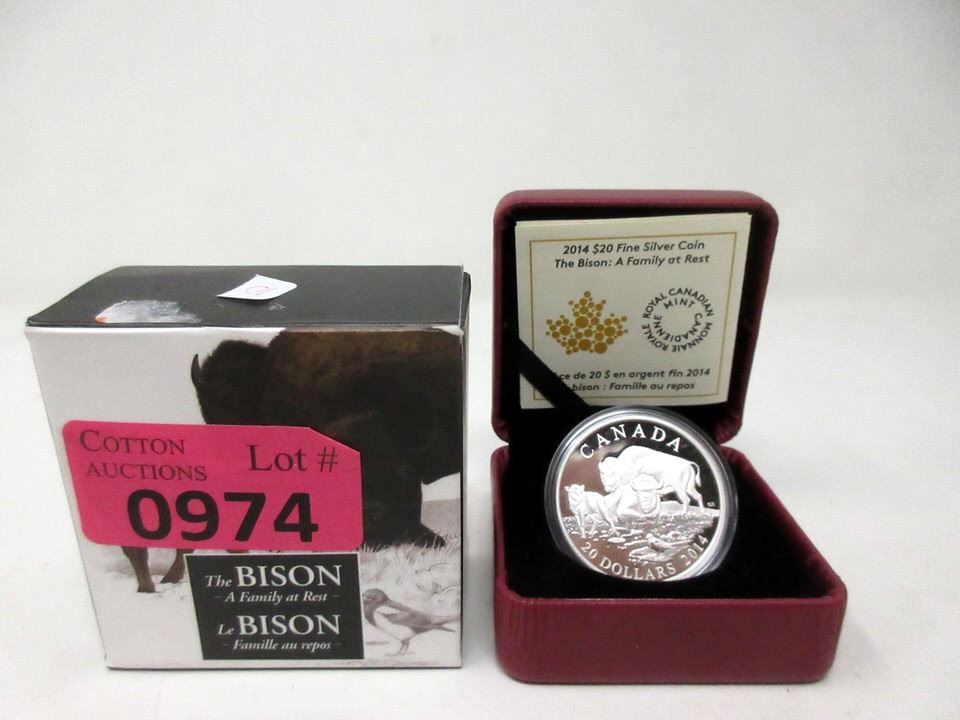 COTTON
AUCTIONS
Lot #
0974
The BISON
- A Family at Rest -
Le BISON
- Famille au repos -
2014 $20 Fine Silver Coin
The Bison: A Family at Rest
ROYAL CANADIAN MINT
MONNAIE ROYALE CANADIENNE
de 20 $ en argent fin 2014
bison : Famille au repos
CANADA
20 DOLLARS 2014